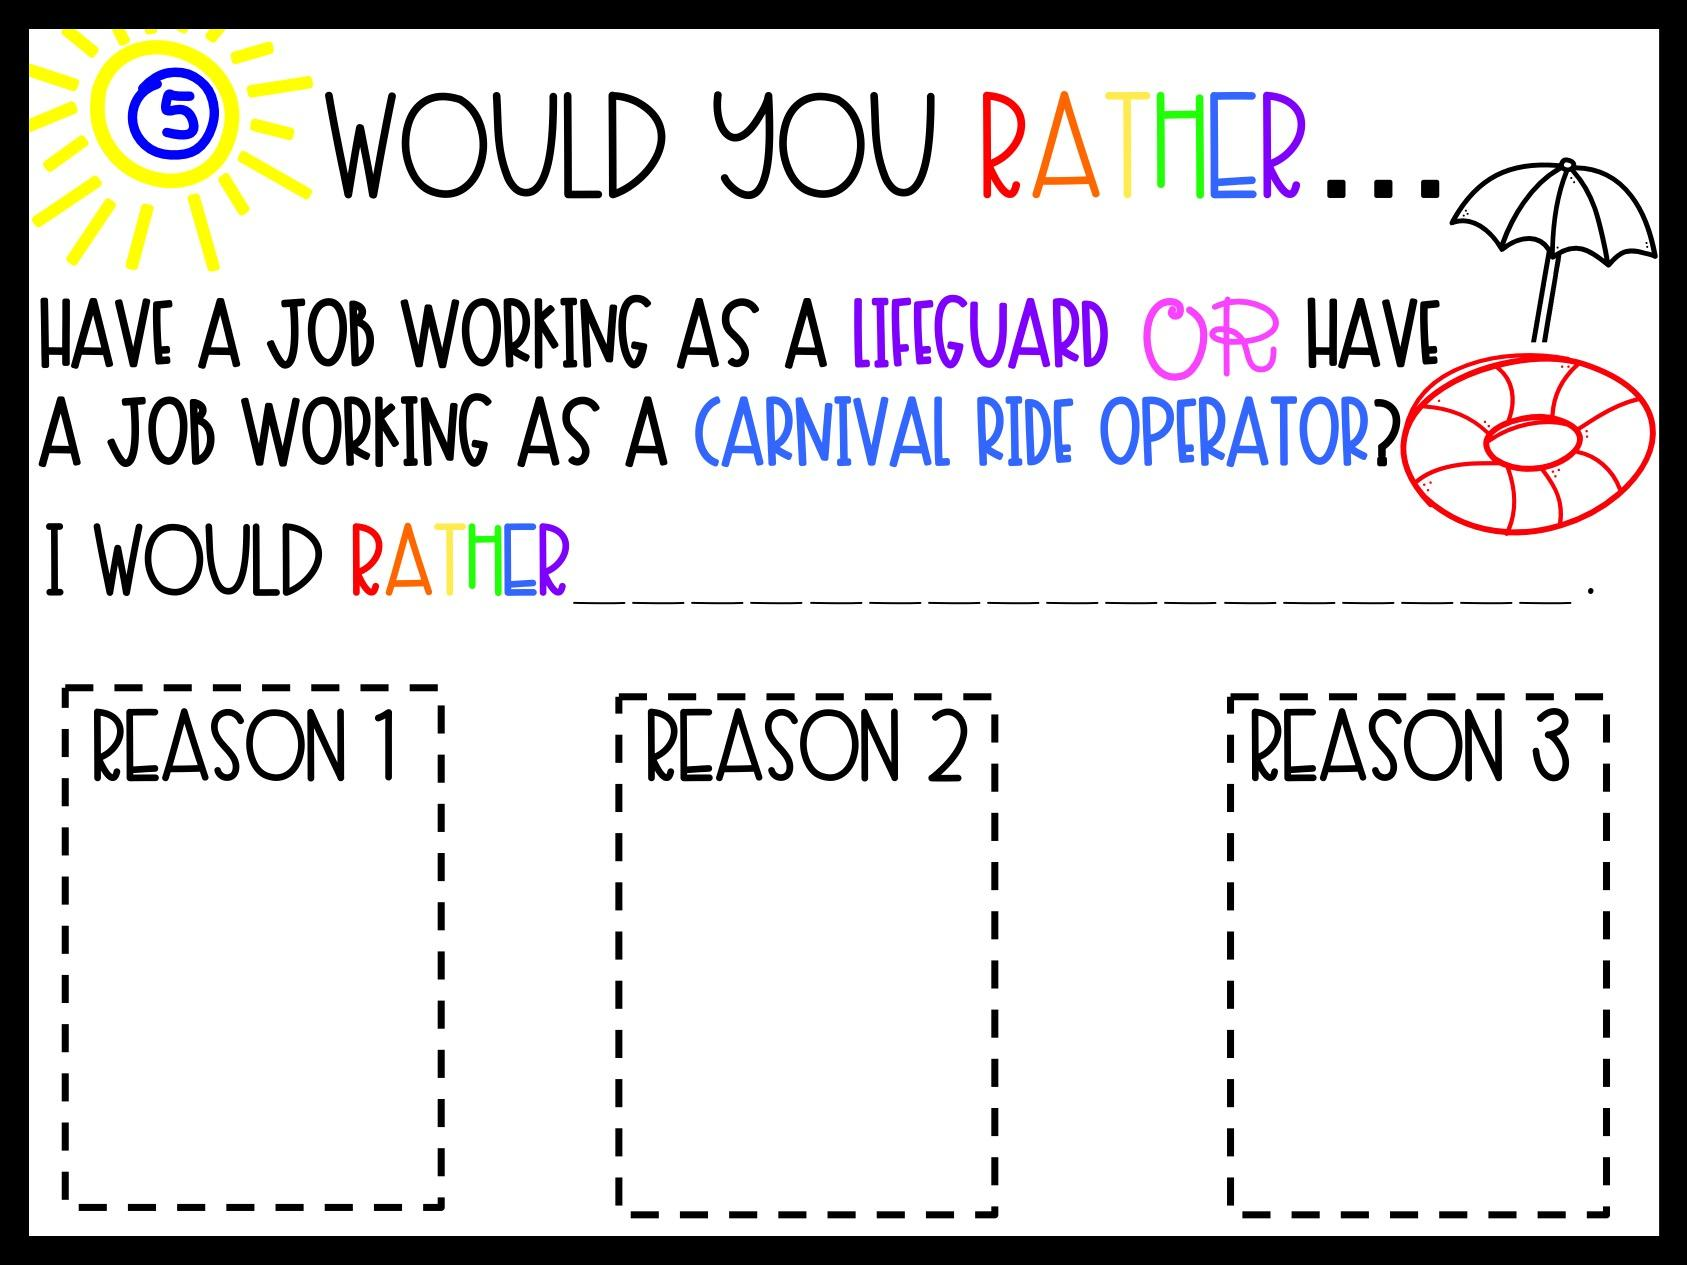 5
WOULD YOU RATHER...
HAVE A JOB WORKING AS A LIFEGUARD OR HAVE
A JOB WORKING AS A CARNIVAL RIDE OPERATOR?
I WOULD RATHER_________________.
REASON 1
REASON 2
REASON 3